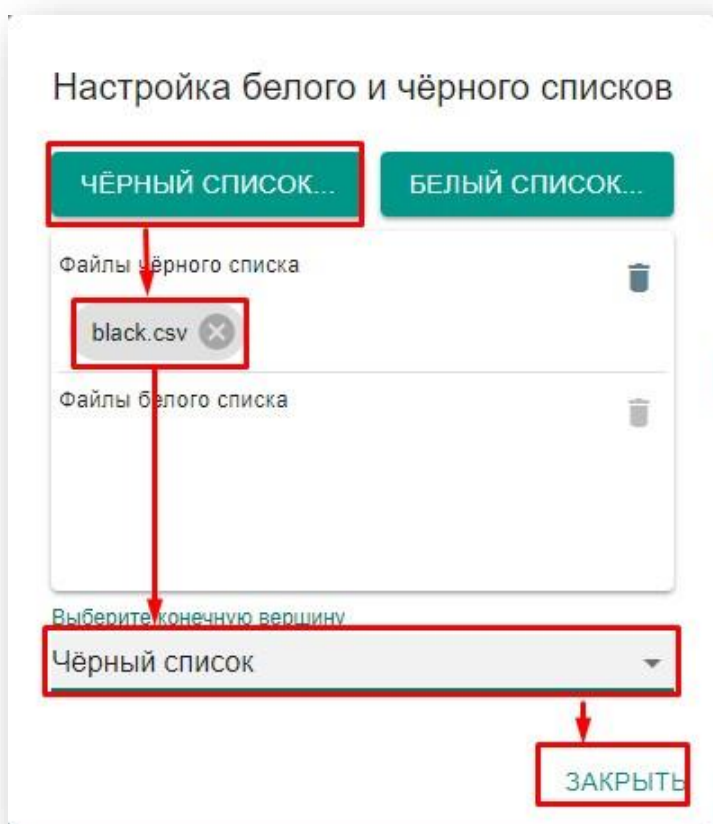 Настройка белого и чёрного списков
ЧЁРНЫЙ СПИСОК... БЕЛЫЙ СПИСОК...
Файлы чёрного списка
black.csv
Файлы белого списка
Выберите конечную вершину
Чёрный список
ЗАКРЫТЬ